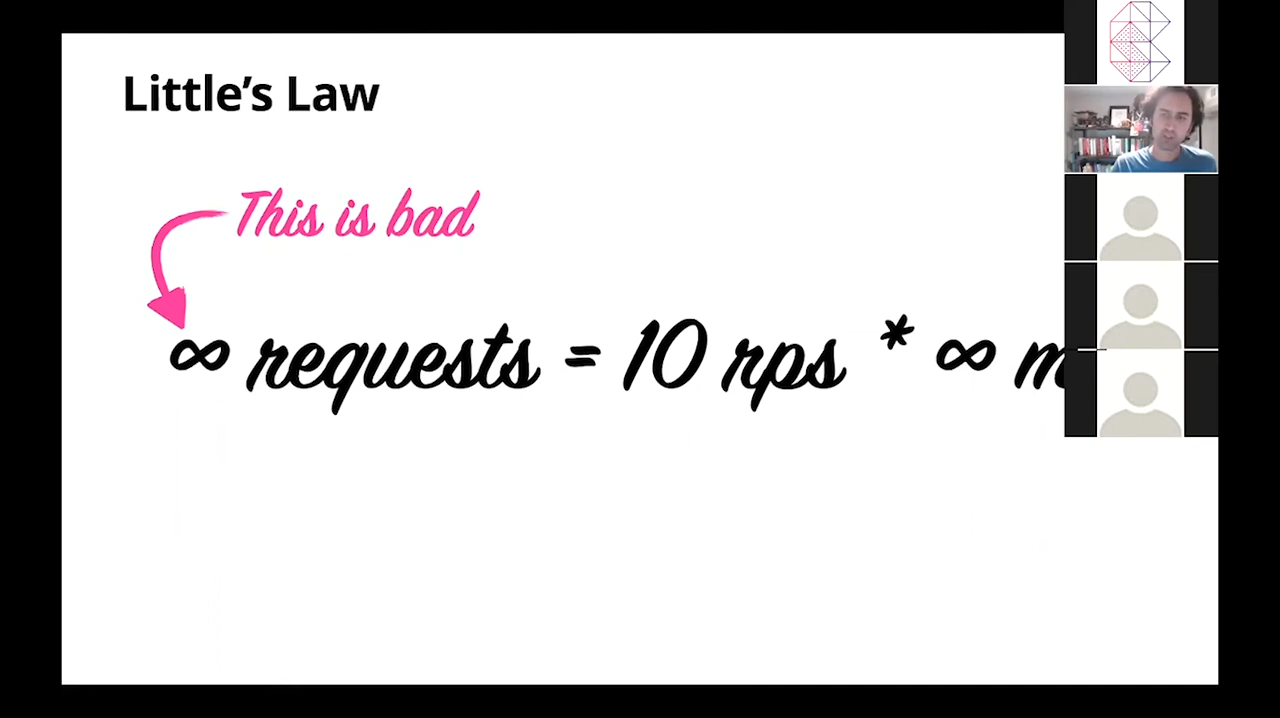 Little's Law
This is bad
∞ requests = 10 rps * ∞